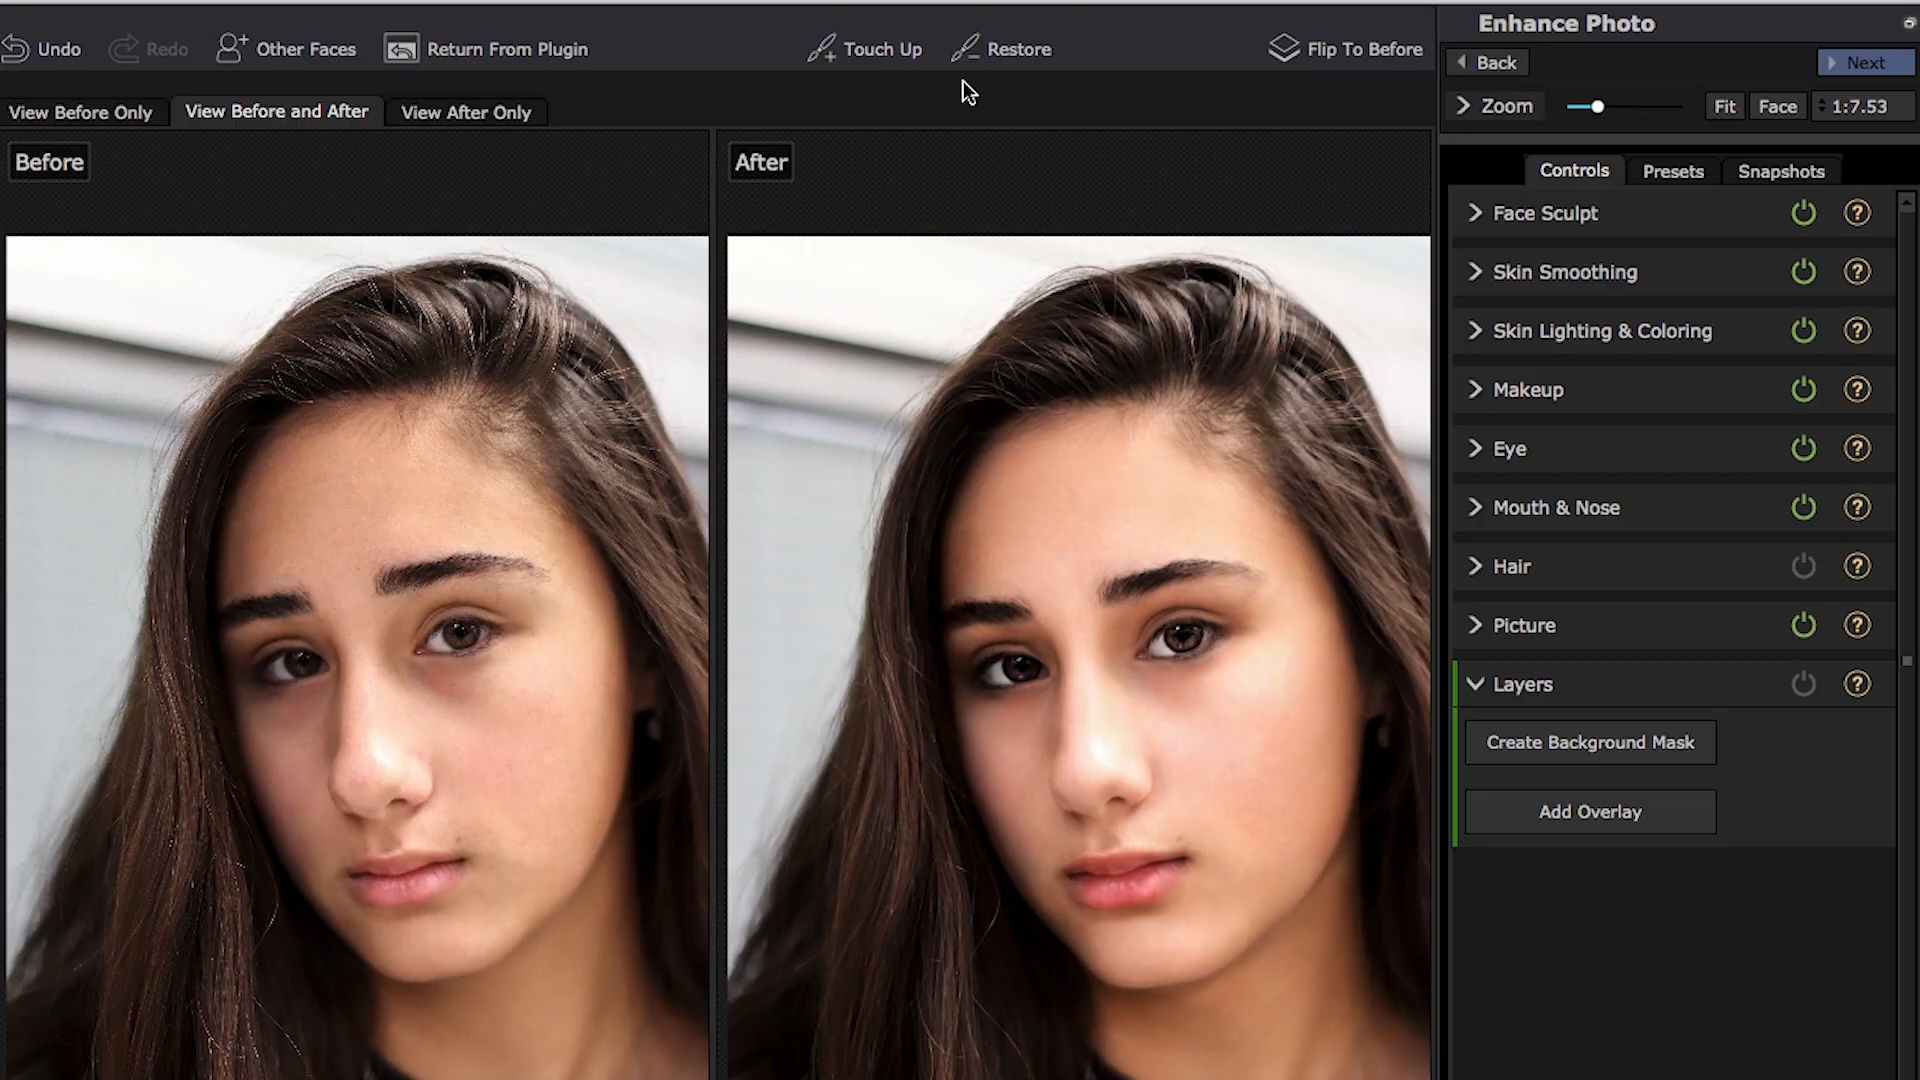 Enhance Photo
Undo
Redo
Other Faces
Return From Plugin
Touch Up
Restore
Flip To Before
Back
Next
Zoom
Fit
Face
1:7.53
View Before Only
View Before and After
View After Only
Before
After
Controls
Presets
Snapshots
Face Sculpt
?
Skin Smoothing
?
Skin Lighting & Coloring
?
Makeup
?
Eye
?
Mouth & Nose
?
Hair
?
Picture
?
Layers
?
Create Background Mask
Add Overlay